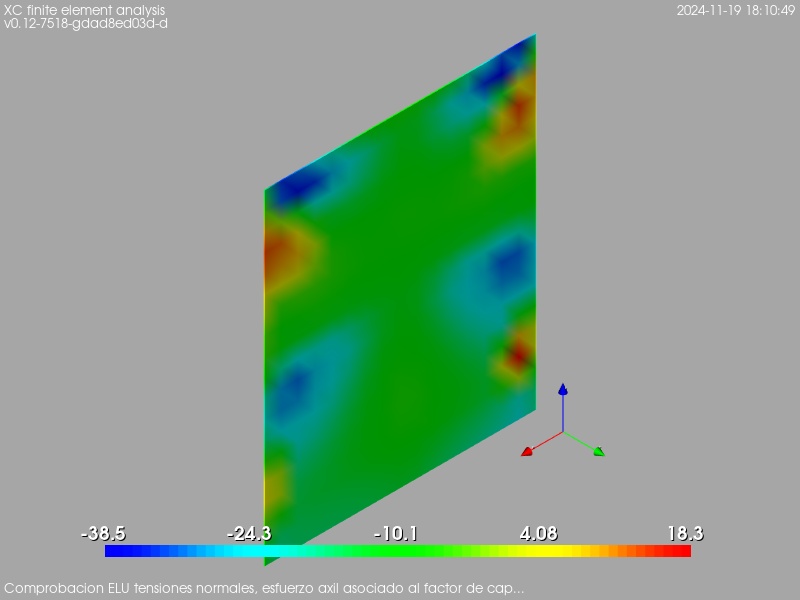 XC finite element analysis
v0.12-7518-gdad8ed03d-d
2024-11-19 18:10:49
-38.5 -24.3 -10.1 4.08 18.3
Comprobacion ELU tensiones normales, esfuerzo axil asociado al factor de cap...